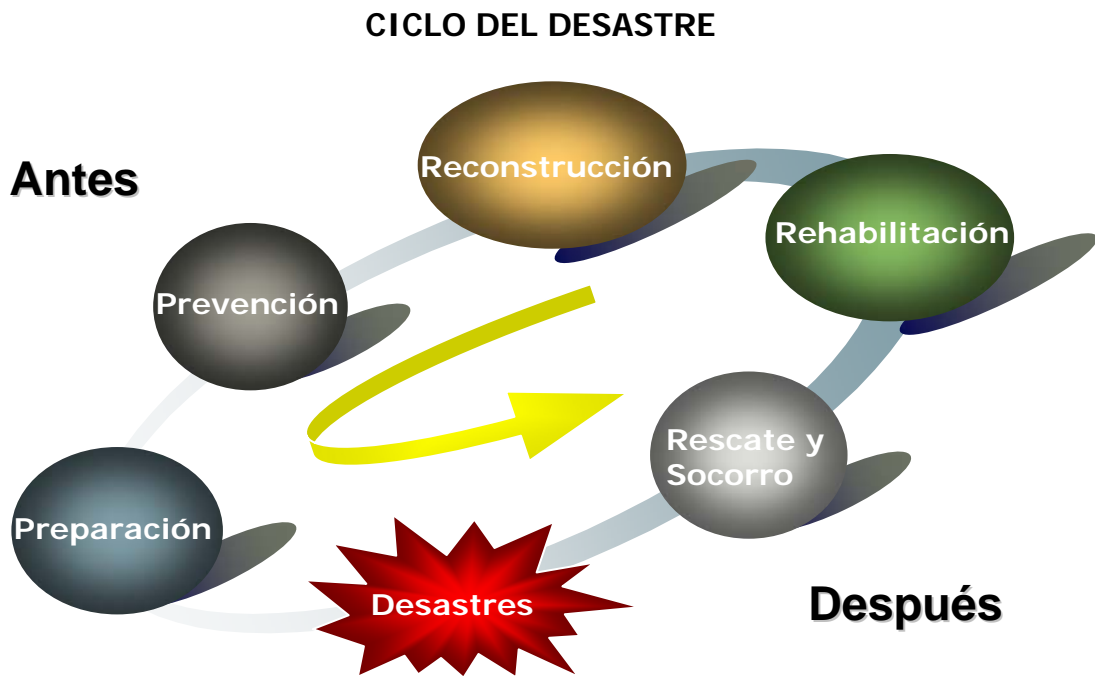 CICLO DEL DESASTRE
Antes
Reconstrucción
Rehabilitación
Prevención
Rescate y
Socorro
Preparación
Desastres
Después